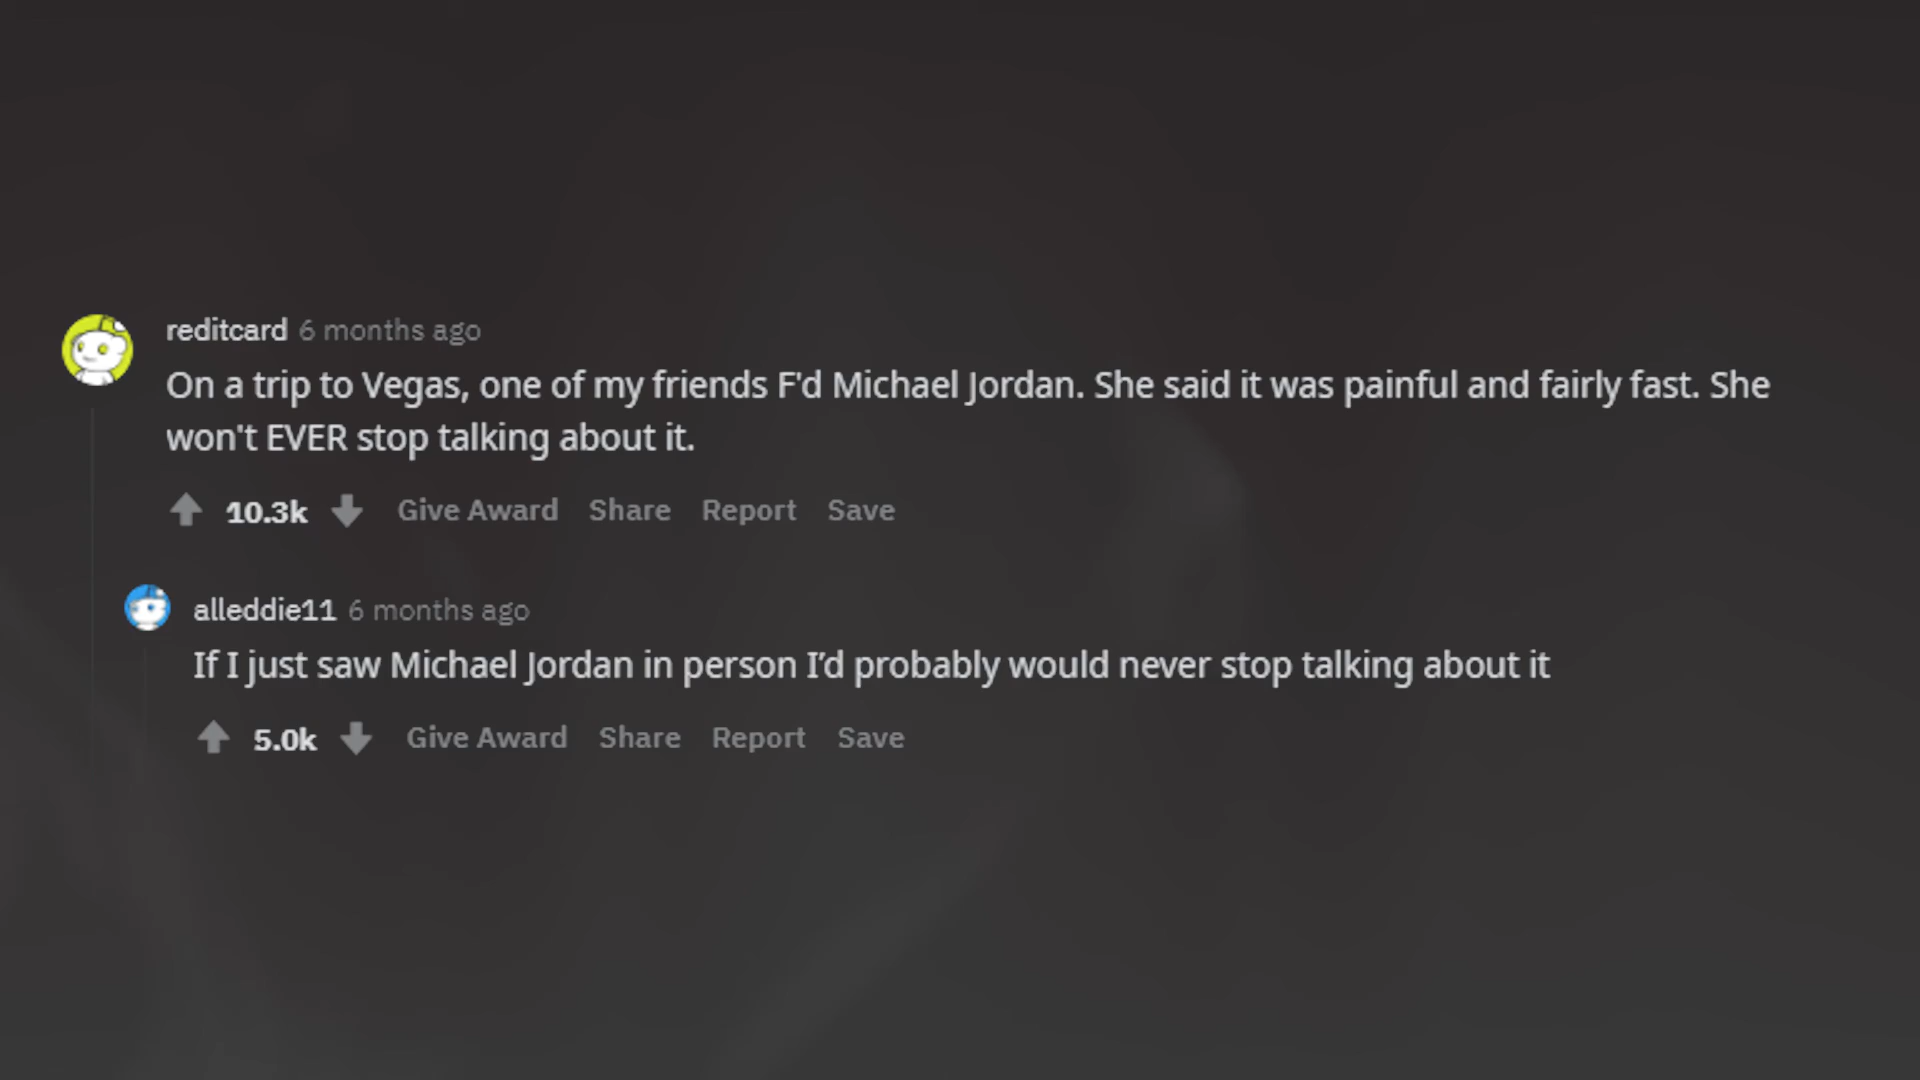 reditcard 6 months ago
On a trip to Vegas, one of my friends F'd Michael Jordan. She said it was painful and fairly fast. She
won't EVER stop talking about it.
10.3k Give Award Share Report Save
alleddie11 6 months ago
If I just saw Michael Jordan in person I’d probably would never stop talking about it
5.0k Give Award Share Report Save